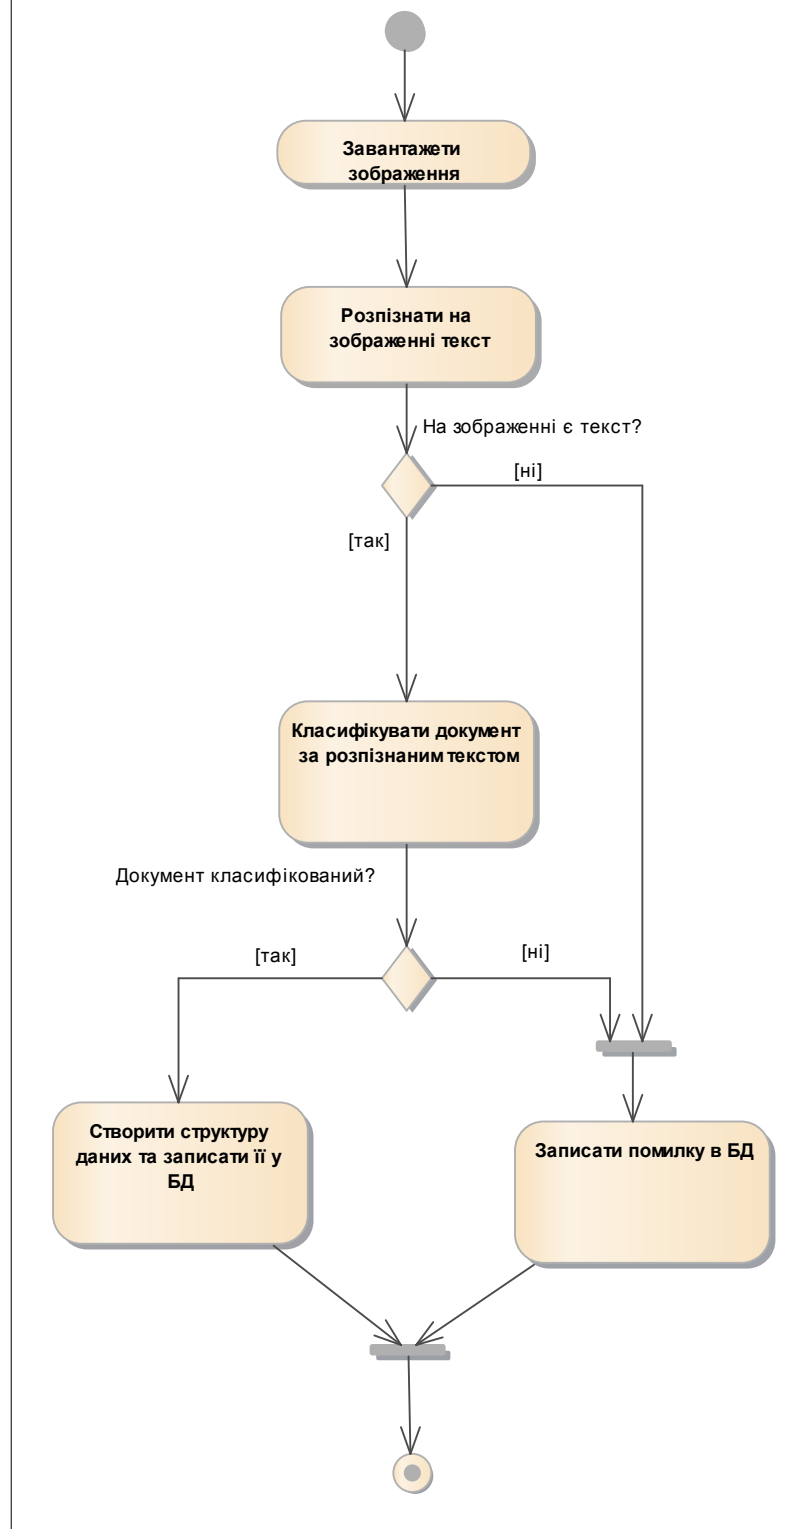 Завантажети
зображення
Розпізнати на
зображенні текст
На зображенні є текст?
[ні]
[так]
Класифікувати документ
за розпізнаним текстом
Документ класифікований?
[так]
[ні]
Створити структуру
даних та записати її у
БД
Записати помилку в БД